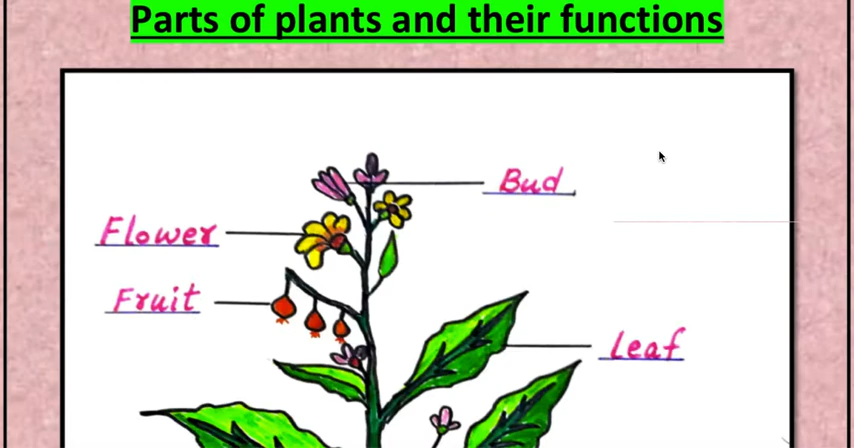 Parts of plants and their functions
Bud
Flower
Fruit
Leaf